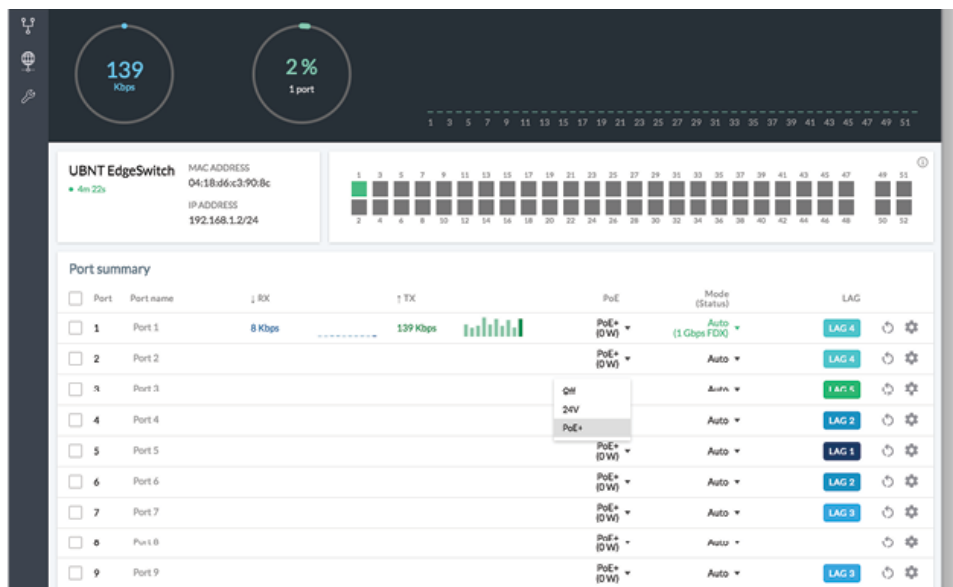 139
Kbps
2%
1 port
1 3 5 7 9 11 13 15 17 19 21 23 25 27 29 31 33 35 37 39 41 43 45 47 49 51
UBNT EdgeSwitch
4m 22s
MAC ADDRESS
04:18:d6:c3:90:8c
IP ADDRESS
192.168.1.2/24
1 3 5 7 9 11 13 15 17 19 21 23 25 27 29 31 33 35 37 39 41 43 45 47 49 51
2 4 6 8 10 12 14 16 18 20 22 24 26 28 30 32 34 36 38 40 42 44 46 48 50 52
Port summary
Port Port name ↓ RX ↑ TX PoE Mode (Status) LAG
1 Port 1 8 Kbps 139 Kbps PoE+ (0 W) Auto (1 Gbps FDX) LAG 4
2 Port 2 PoE+ (0 W) Auto LAG 4
3 Port 3 Auto LAG 5
Off
24V
PoE+
4 Port 4 Auto LAG 2
5 Port 5 PoE+ (0 W) Auto LAG 1
6 Port 6 PoE+ (0 W) Auto LAG 2
7 Port 7 PoE+ (0 W) Auto LAG 3
8 Port 8 PoE+ (0 W) Auto
9 Port 9 PoE+ (0 W) Auto LAG 3